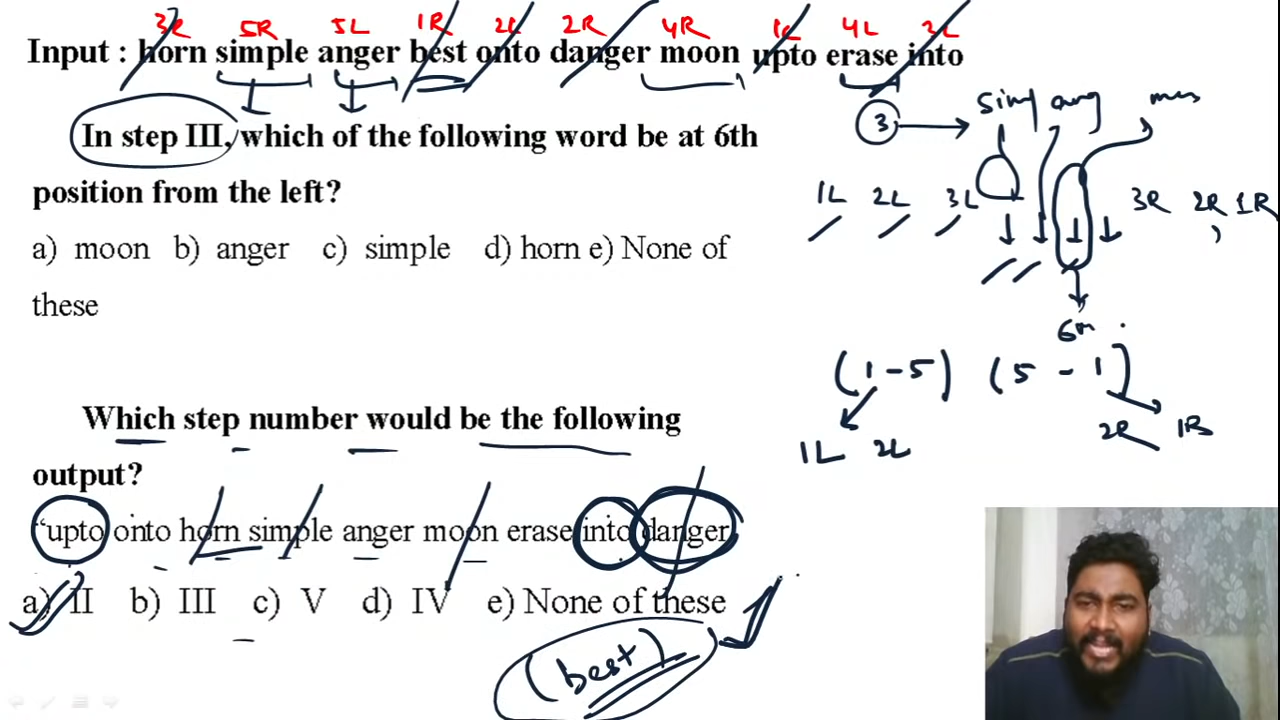 3R 5R 5L 1R 2L 2R 4R 1L 4L 3L
Input : horn simple anger best onto danger moon upto erase into
3 sim ang
In step III, which of the following word be at 6th
position from the left?
1L 2L 3L 3R 2R 1R
a) moon b) anger c) simple d) horn e) None of
these
(1-5) (5-1)
1L 2L 2R 1R
Which step number would be the following
output?
"upto onto horn simple anger moon erase into danger
a) II b) III c) V d) IV e) None of these
(best)